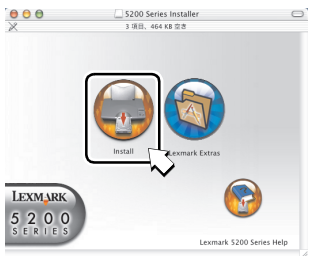 5200 Series Installer
3 項目、464 KB 空き
Install
Lexmark Extras
LEXMARK
5200
SERIES
Lexmark 5200 Series Help